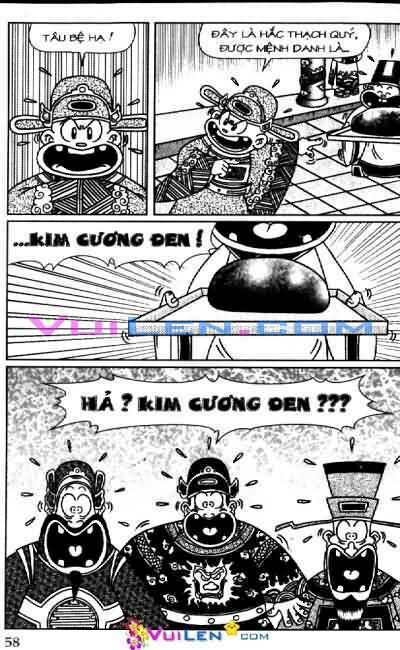 TÂU BỆ HẠ !
ĐÂY LÀ HẮC THẠCH QUÝ,
ĐƯỢC MỆNH DANH LÀ...
...KIM CƯƠNG ĐEN !
VUILEN.COM
HẢ ? KIM CƯƠNG ĐEN ???
58
VUILEN.COM